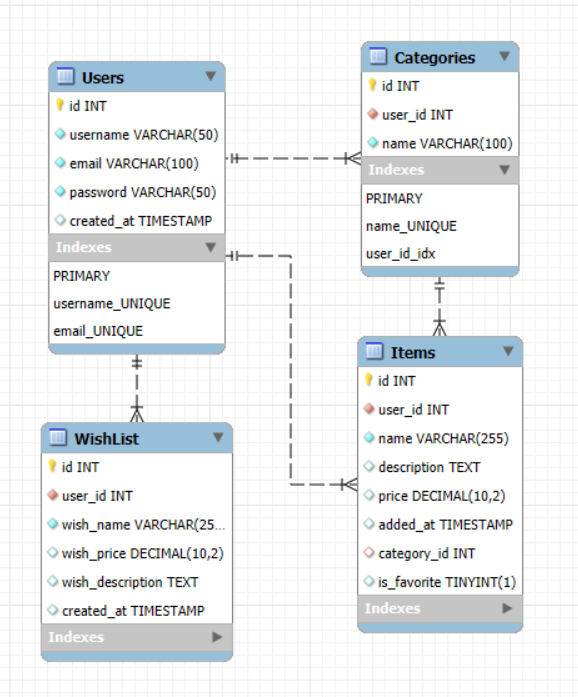 Users
id INT
username VARCHAR(50)
email VARCHAR(100)
password VARCHAR(50)
created_at TIMESTAMP
Indexes
PRIMARY
username_UNIQUE
email_UNIQUE
Categories
id INT
user_id INT
name VARCHAR(100)
Indexes
PRIMARY
name_UNIQUE
user_id_idx
WishList
id INT
user_id INT
wish_name VARCHAR(25...
wish_price DECIMAL(10,2)
wish_description TEXT
created_at TIMESTAMP
Indexes
Items
id INT
user_id INT
name VARCHAR(255)
description TEXT
price DECIMAL(10,2)
added_at TIMESTAMP
category_id INT
is_favorite TINYINT(1)
Indexes